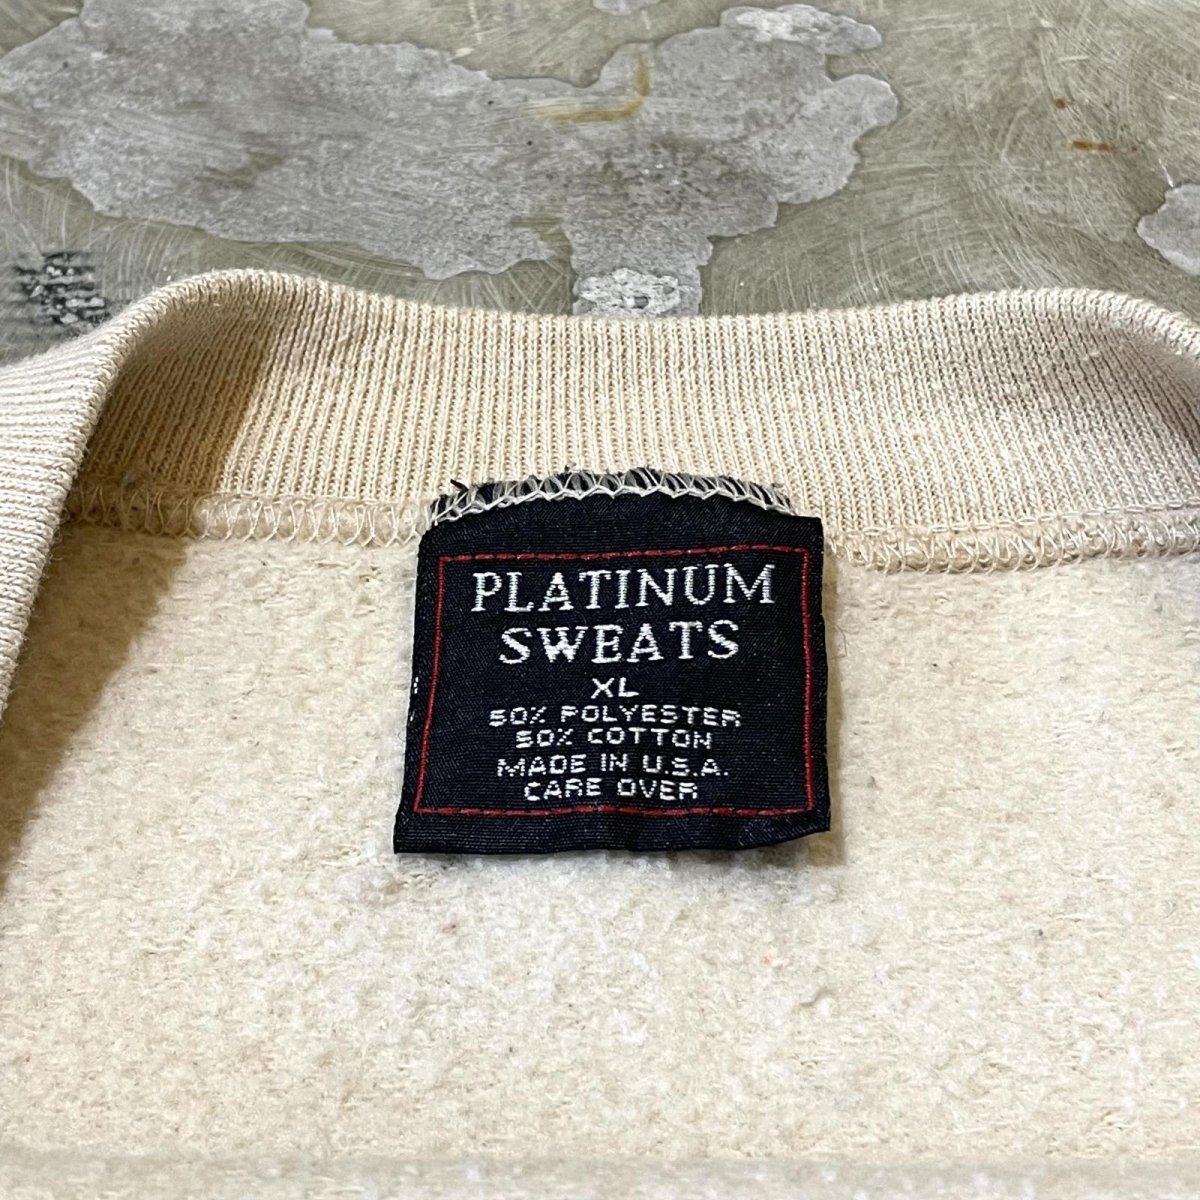 PLATINUM
SWEATS
XL
50% POLYESTER
50% COTTON
MADE IN U.S.A.
CARE OVER